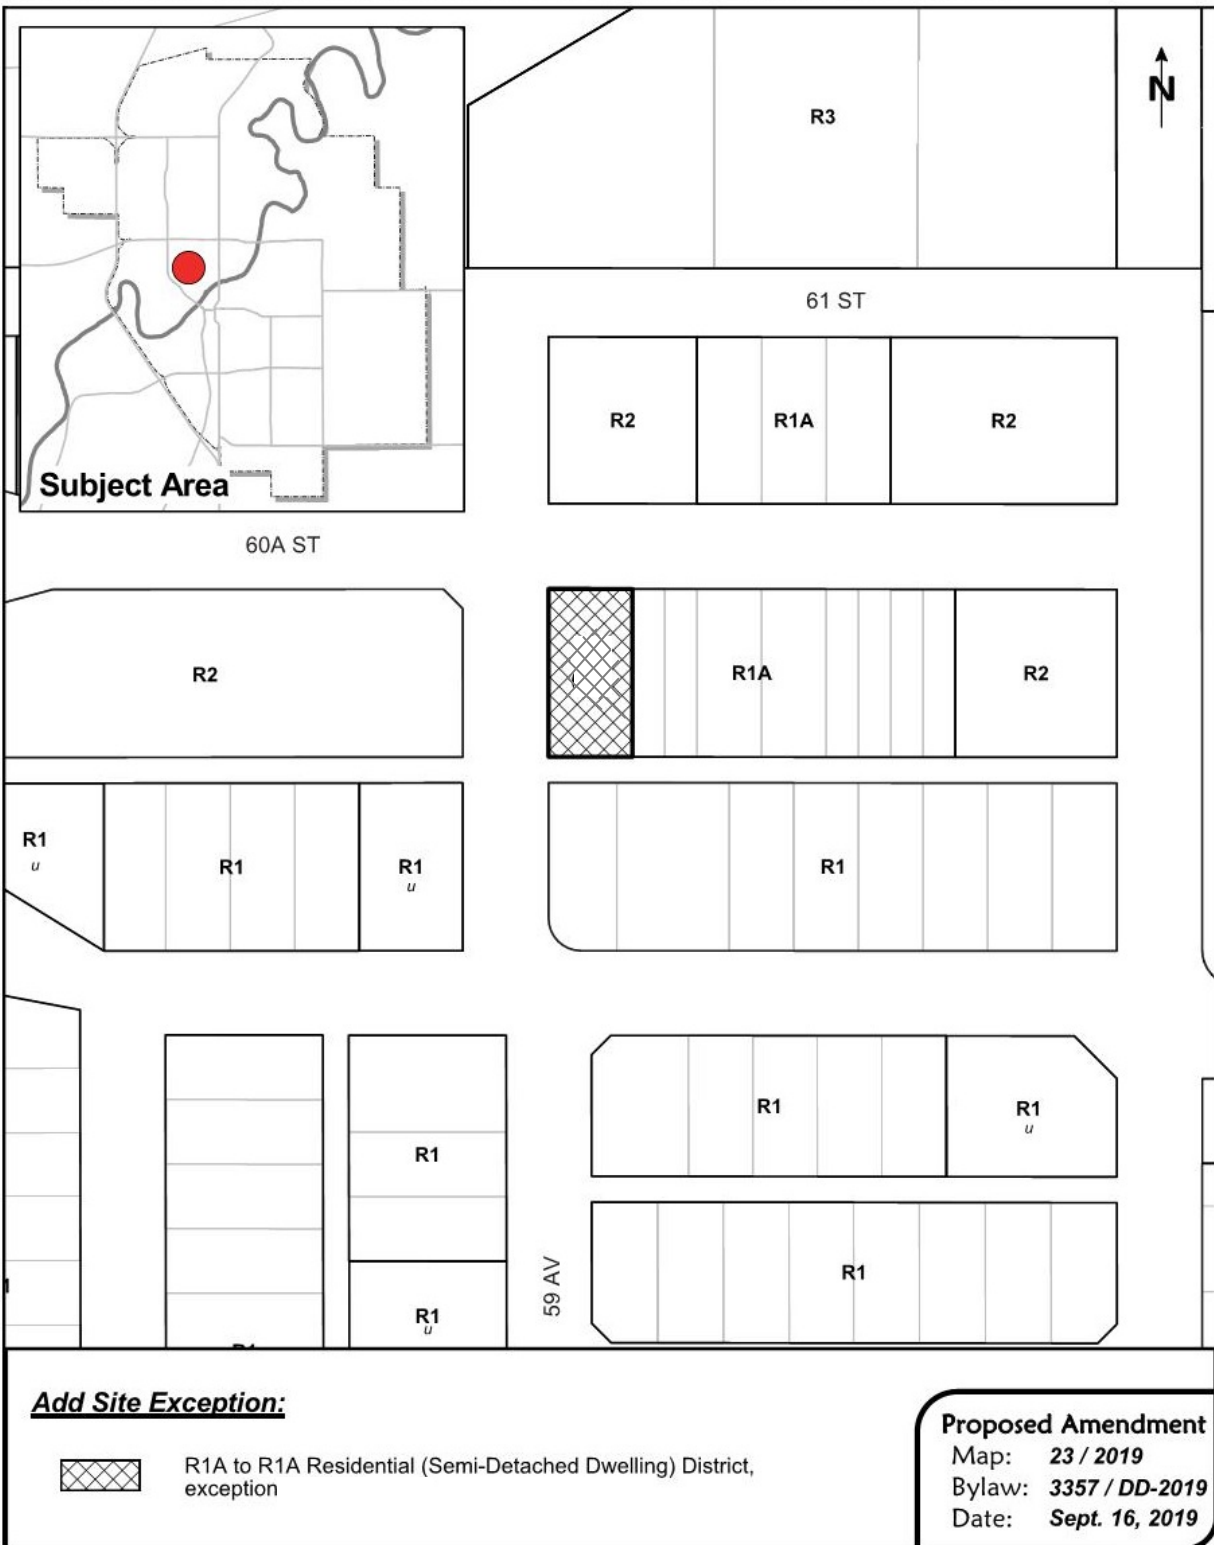 N
R3
61 ST
R2
R1A
R2
Subject Area
60A ST
R2
R1A
R2
R1
u
R1
R1
u
R1
R1
R1
R1
u
59 AV
R1
R1
u
Add Site Exception:
R1A to R1A Residential (Semi-Detached Dwelling) District,
exception
Proposed Amendment
Map: 23 / 2019
Bylaw: 3357 / DD-2019
Date: Sept. 16, 2019